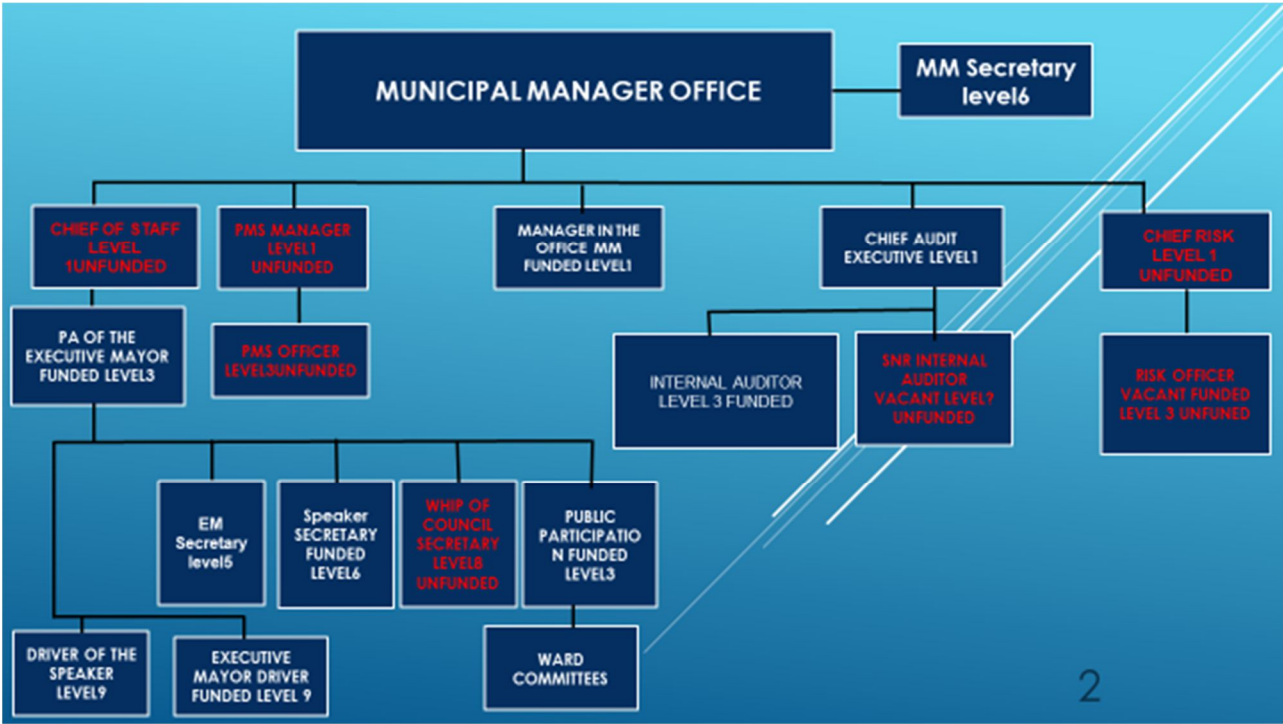 MUNICIPAL MANAGER OFFICE
MM Secretary
level6
CHIEF OF STAFF
LEVEL
1UNFUNDED
PMS MANAGER
LEVEL1
UNFUNDED
MANAGER IN THE
OFFICE MM
FUNDED LEVEL1
CHIEF AUDIT
EXECUTIVE LEVEL1
CHIEF RISK
LEVEL 1
UNFUNDED
PA OF THE
EXECUTIVE MAYOR
FUNDED LEVEL3
PMS OFFICER
LEVEL3UNFUNDED
INTERNAL AUDITOR
LEVEL 3 FUNDED
SNR INTERNAL
AUDITOR
VACANT LEVEL?
UNFUNDED
RISK OFFICER
VACANT FUNDED
LEVEL 3 UNFUNED
EM
Secretary
level5
Speaker
SECRETARY
FUNDED
LEVEL6
WHIP OF
COUNCIL
SECRETARY
LEVEL8
UNFUNDED
PUBLIC
PARTICIPATIO
N FUNDED
LEVEL3
DRIVER OF THE
SPEAKER
LEVEL9
EXECUTIVE
MAYOR DRIVER
FUNDED LEVEL 9
WARD
COMMITTEES
2